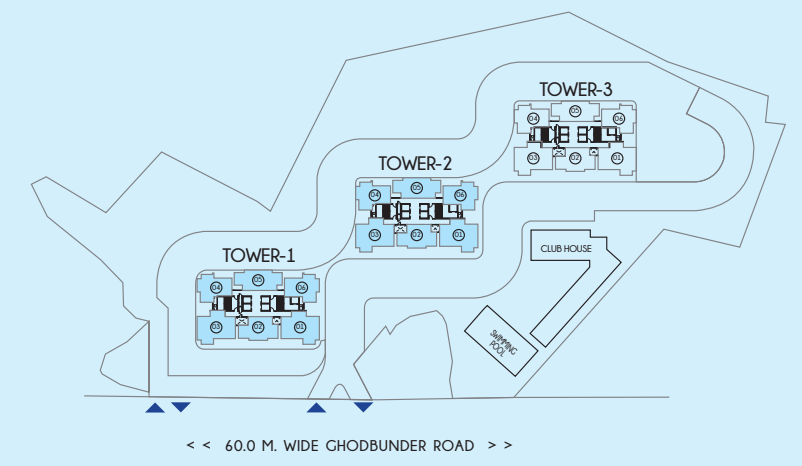 TOWER-3
05
04
06
03
02
01
TOWER-2
05
04
06
03
02
01
CLUB HOUSE
TOWER-1
05
04
06
03
02
01
SWIMMING
POOL
< < 60.0 M. WIDE GHODBUNDER ROAD > >